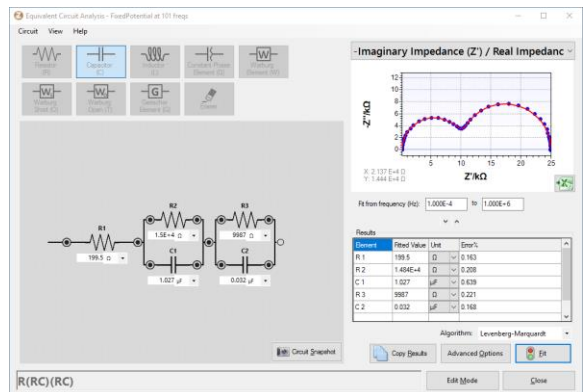 Equivalent Circuit Analysis - FixedPotential at 101 freqs
Circuit View Help
Resistor (R)
Capacitor (C)
Inductor (L)
Constant Phase Element (Q)
Warburg Element (W)
Warburg Short (O)
Warburg Open (T)
Gerischer Element (G)
Eraser
-Imaginary Impedance (Z') / Real Impedanc
12
10
8
6
4
2
0
-Z''/kΩ
5 10 15 20 25
Z'/kΩ
X: 2.137 E+4 Ω
Y: 1.444 E+4 Ω
Fit from frequency (Hz): 1.000E-4 to 1.000E+6
R1
199.5 Ω
R2
1.5E+4 Ω
C1
1.027 μF
R3
9987 Ω
C2
0.032 μF
Results
Element Fitted Value Unit Error%
R 1 199.5 Ω 0.163
R 2 1.484E+4 Ω 0.208
C 1 1.027 μF 0.639
R 3 9987 Ω 0.221
C 2 0.032 μF 0.168
Algorithm: Levenberg-Marquardt
Circuit Snapshot
Copy Results
Advanced Options
Fit
R(RC)(RC)
Edit Mode
Close